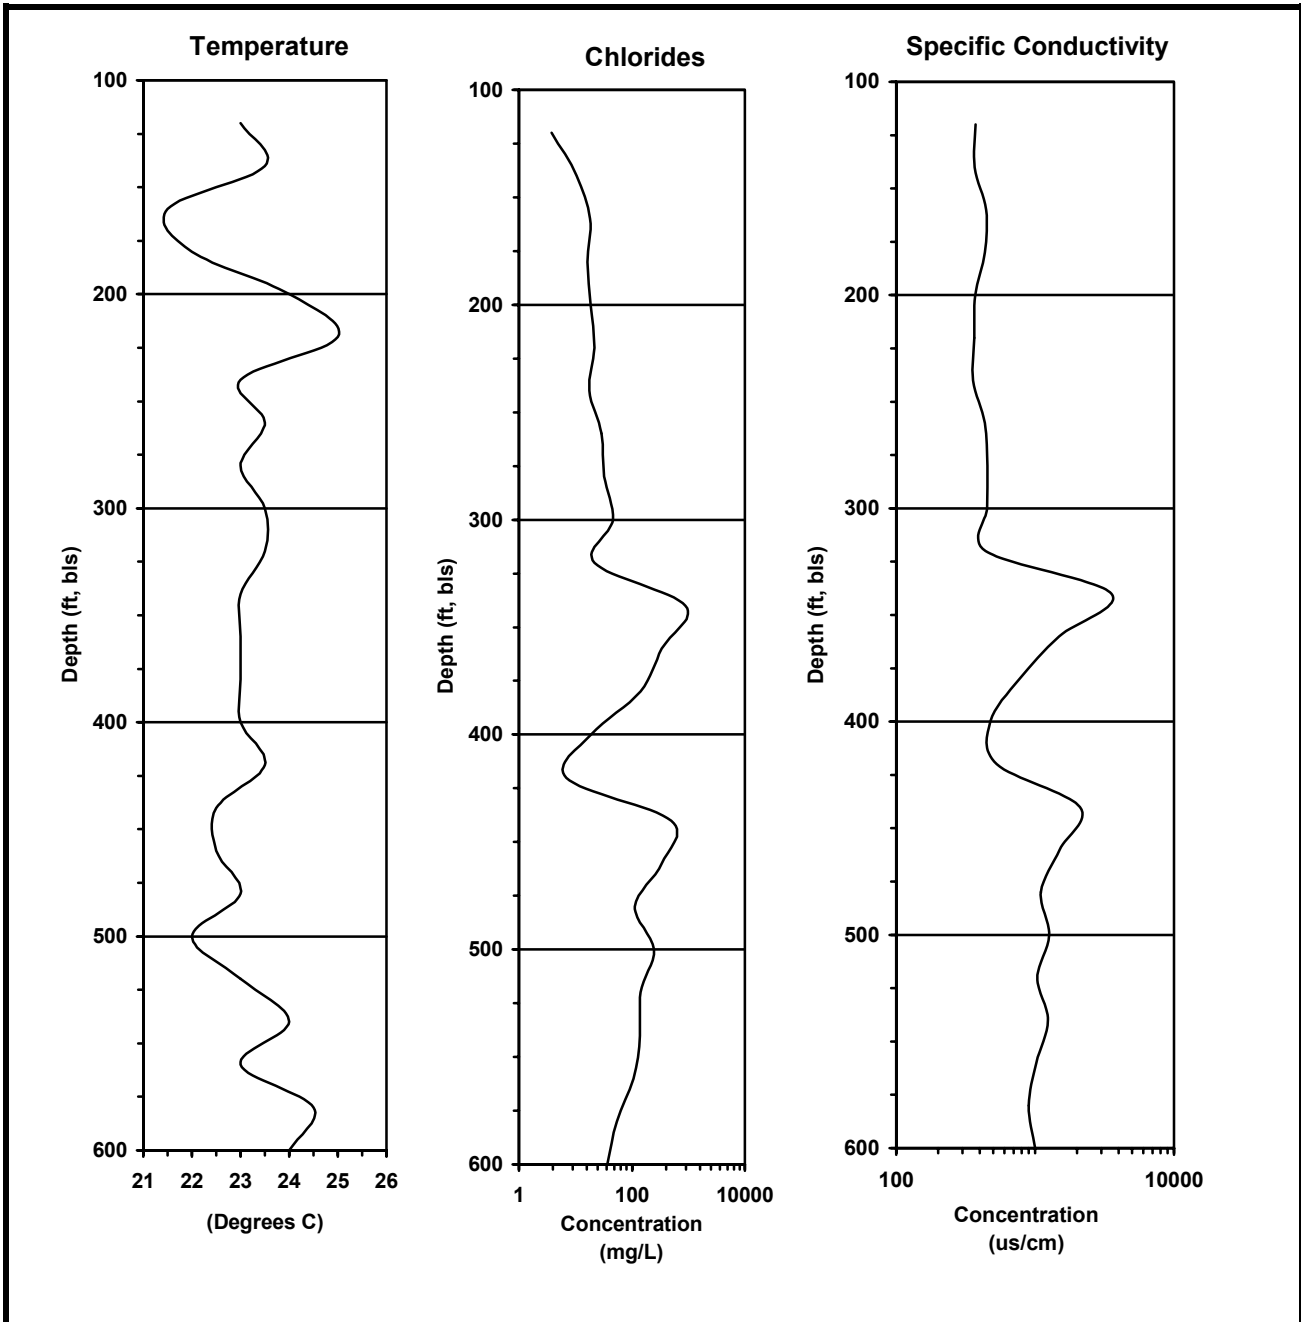 Temperature
100
200
300
400
500
600
Depth (ft, bls)
21 22 23 24 25 26
(Degrees C)
Chlorides
100
200
300
400
500
600
Depth (ft, bls)
1 100 10000
Concentration
(mg/L)
Specific Conductivity
100
200
300
400
500
600
Depth (ft, bls)
100 10000
Concentration
(us/cm)